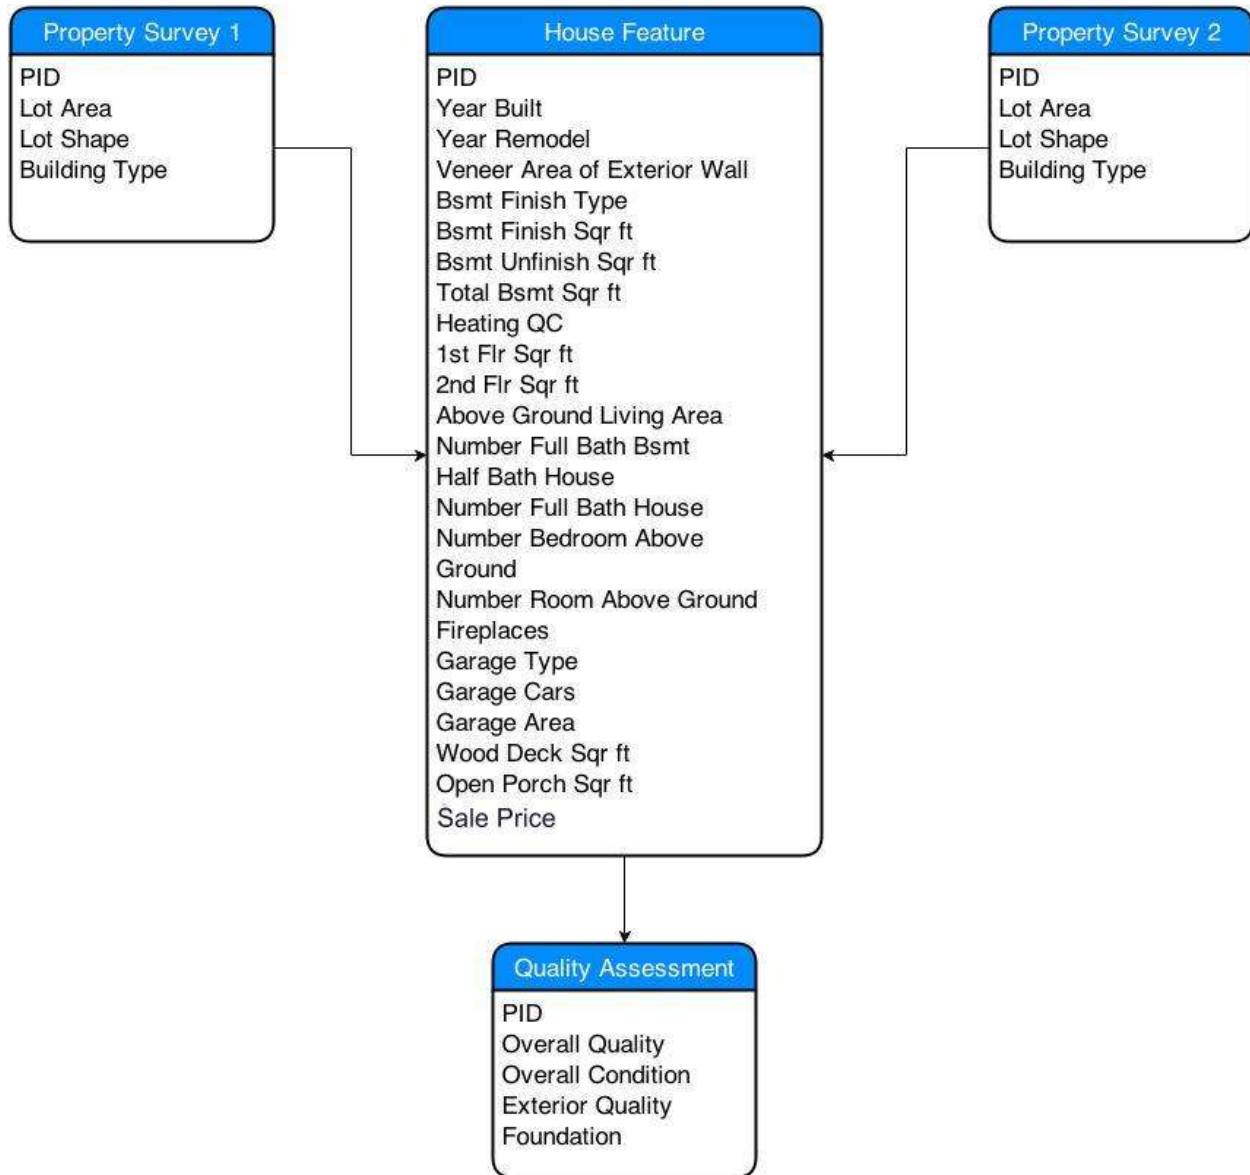 Property Survey 1
PID
Lot Area
Lot Shape
Building Type
House Feature
PID
Year Built
Year Remodel
Veneer Area of Exterior Wall
Bsmt Finish Type
Bsmt Finish Sqr ft
Bsmt Unfinish Sqr ft
Total Bsmt Sqr ft
Heating QC
1st Flr Sqr ft
2nd Flr Sqr ft
Above Ground Living Area
Number Full Bath Bsmt
Half Bath House
Number Full Bath House
Number Bedroom Above
Ground
Number Room Above Ground
Fireplaces
Garage Type
Garage Cars
Garage Area
Wood Deck Sqr ft
Open Porch Sqr ft
Sale Price
Property Survey 2
PID
Lot Area
Lot Shape
Building Type
Quality Assessment
PID
Overall Quality
Overall Condition
Exterior Quality
Foundation